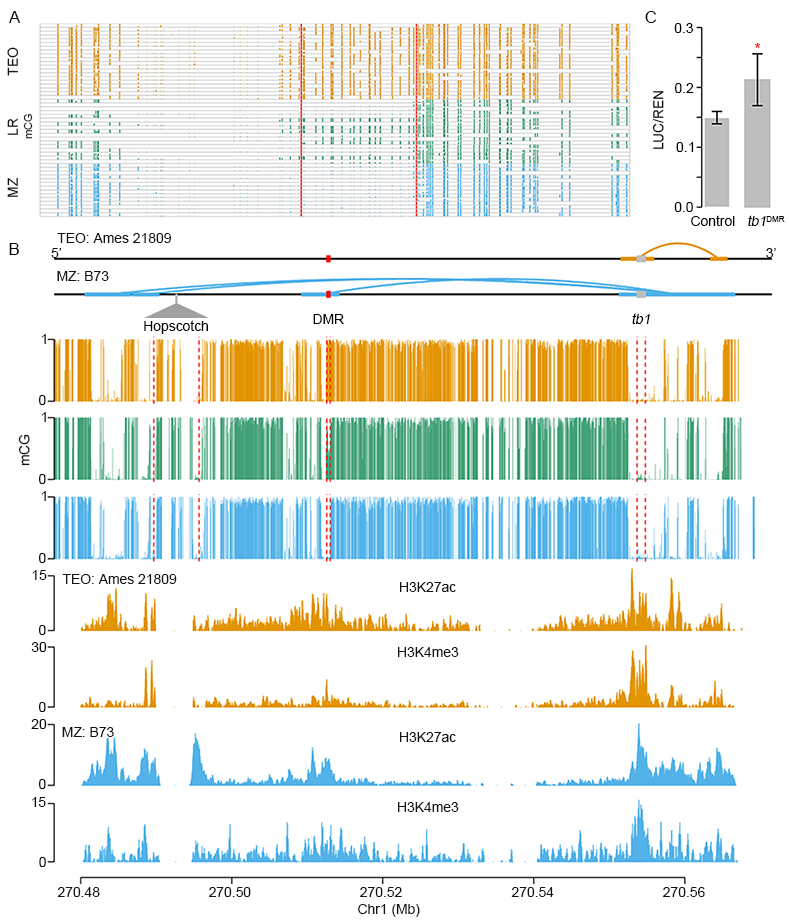 A
TEO
LR
mCG
MZ
C
0.3
0.2
0.1
0.0
LUC/REN
*
Control
tb1DMR
B
TEO: Ames 21809
5’
3’
MZ: B73
Hopscotch
DMR
tb1
1
0
1
0
1
0
mCG
TEO: Ames 21809
H3K27ac
15
0
H3K4me3
30
0
MZ: B73
H3K27ac
20
0
H3K4me3
15
0
270.48
270.50
270.52
270.54
270.56
Chr1 (Mb)